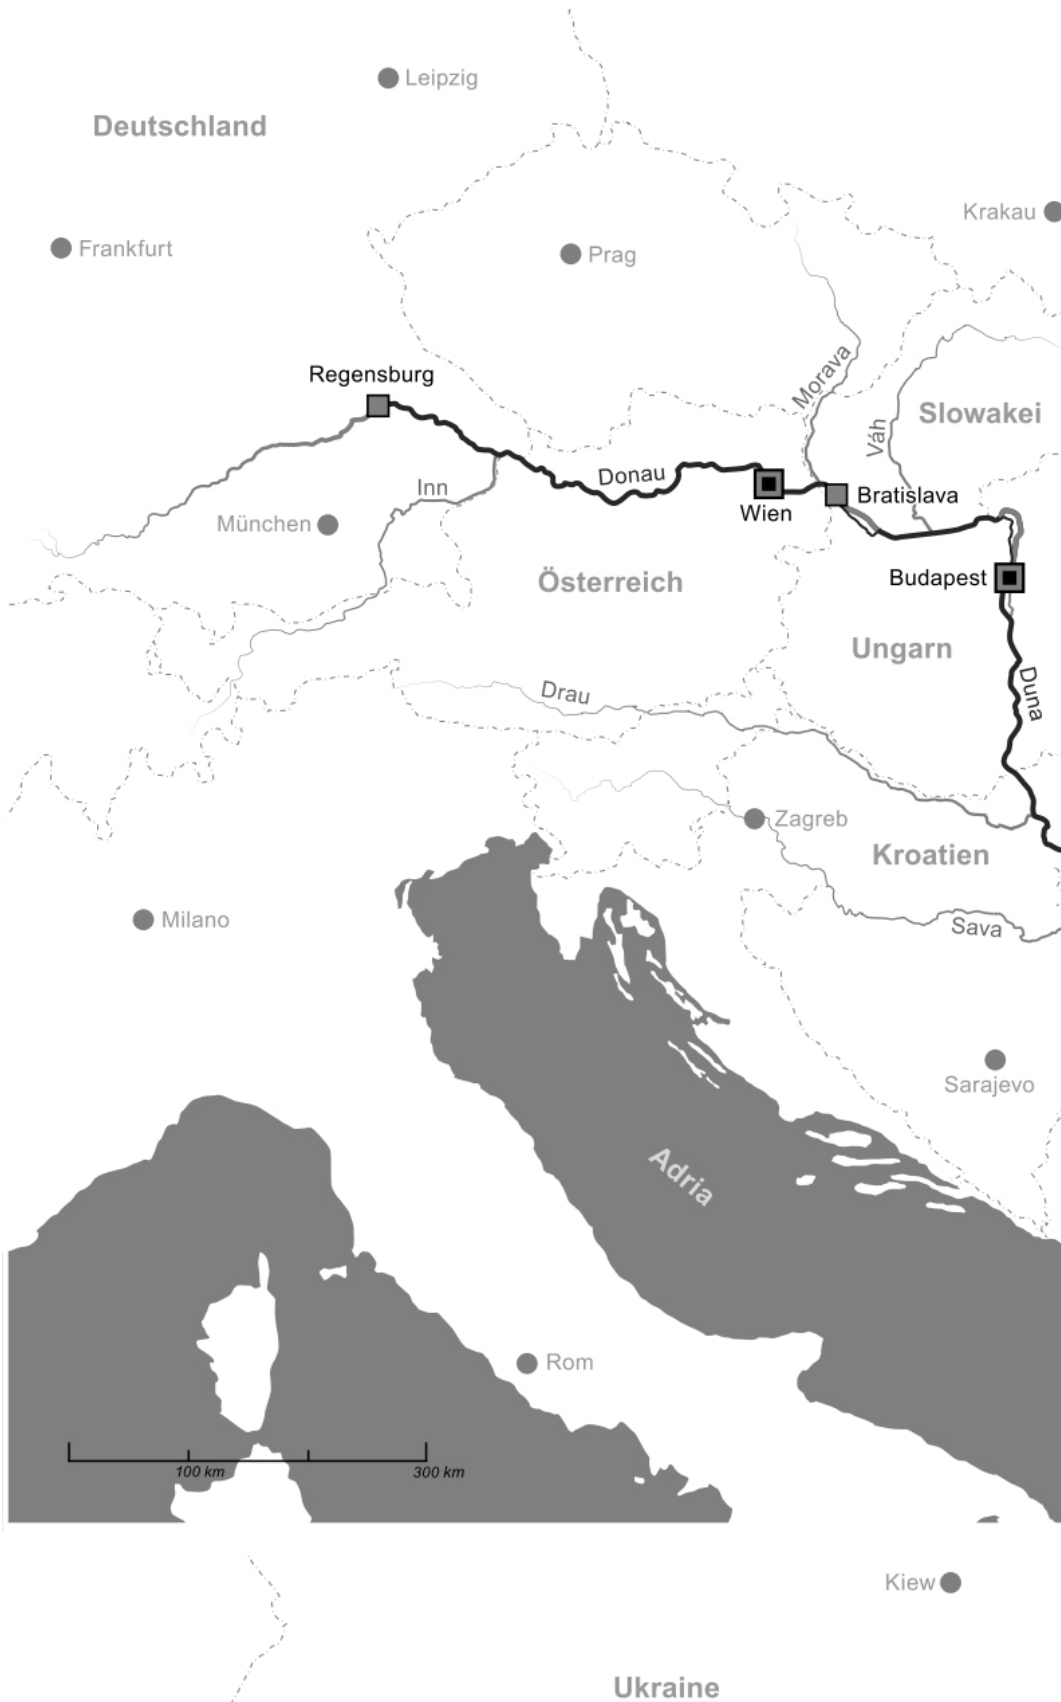 Leipzig
Deutschland
Krakau
Frankfurt
Prag
Regensburg
Morava
Slowakei
Váh
Inn
Donau
Wien
Bratislava
München
Österreich
Budapest
Ungarn
Drau
Duna
Zagreb
Kroatien
Milano
Sava
Sarajevo
Adria
Rom
100 km
300 km
Kiew
Ukraine